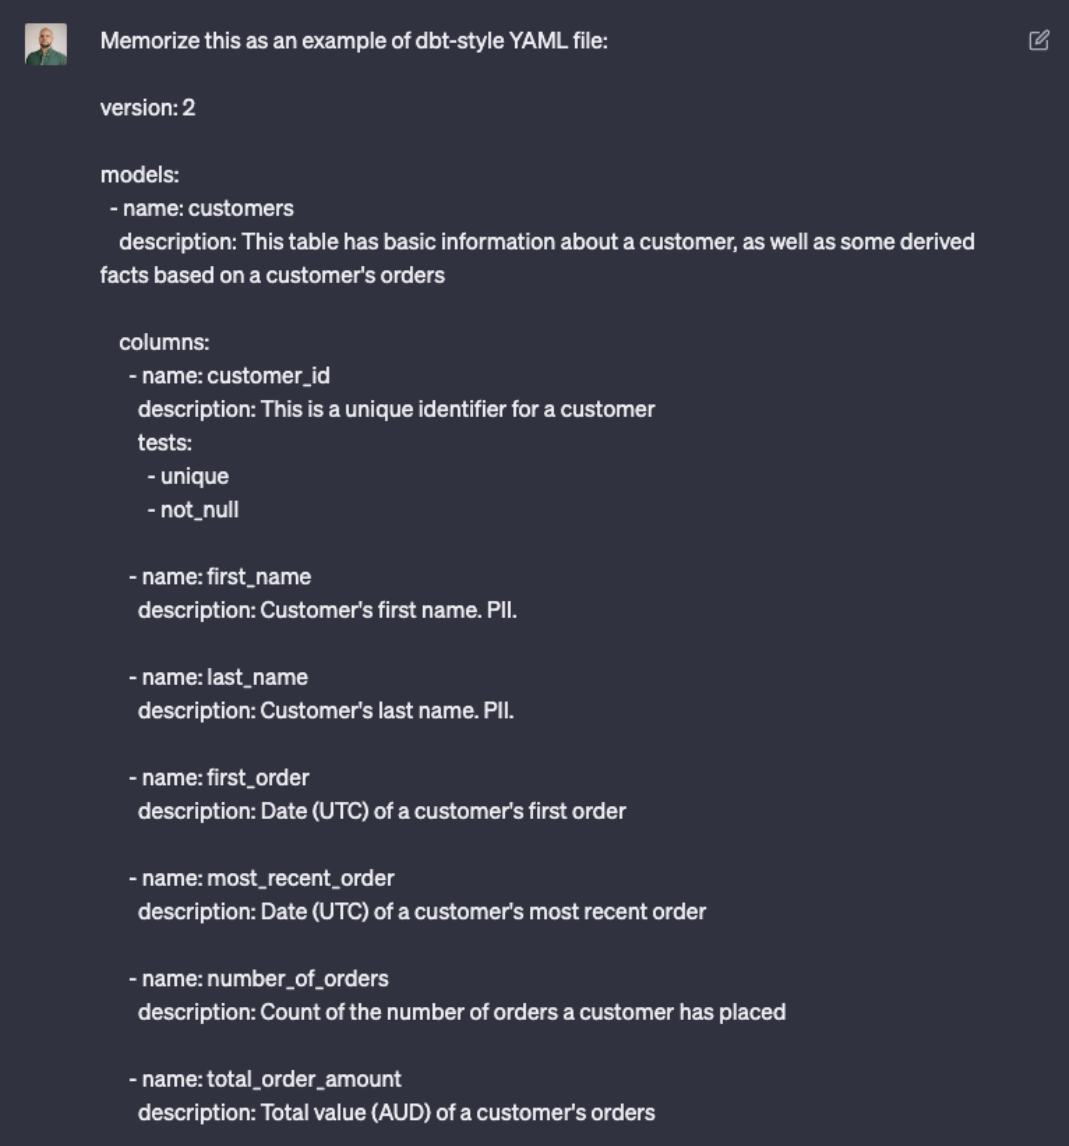 Memorize this as an example of dbt-style YAML file:
version: 2
models:
- name: customers
description: This table has basic information about a customer, as well as some derived
facts based on a customer's orders
columns:
- name: customer_id
description: This is a unique identifier for a customer
tests:
- unique
- not_null
- name: first_name
description: Customer's first name. PII.
- name: last_name
description: Customer's last name. PII.
- name: first_order
description: Date (UTC) of a customer's first order
- name: most_recent_order
description: Date (UTC) of a customer's most recent order
- name: number_of_orders
description: Count of the number of orders a customer has placed
- name: total_order_amount
description: Total value (AUD) of a customer's orders